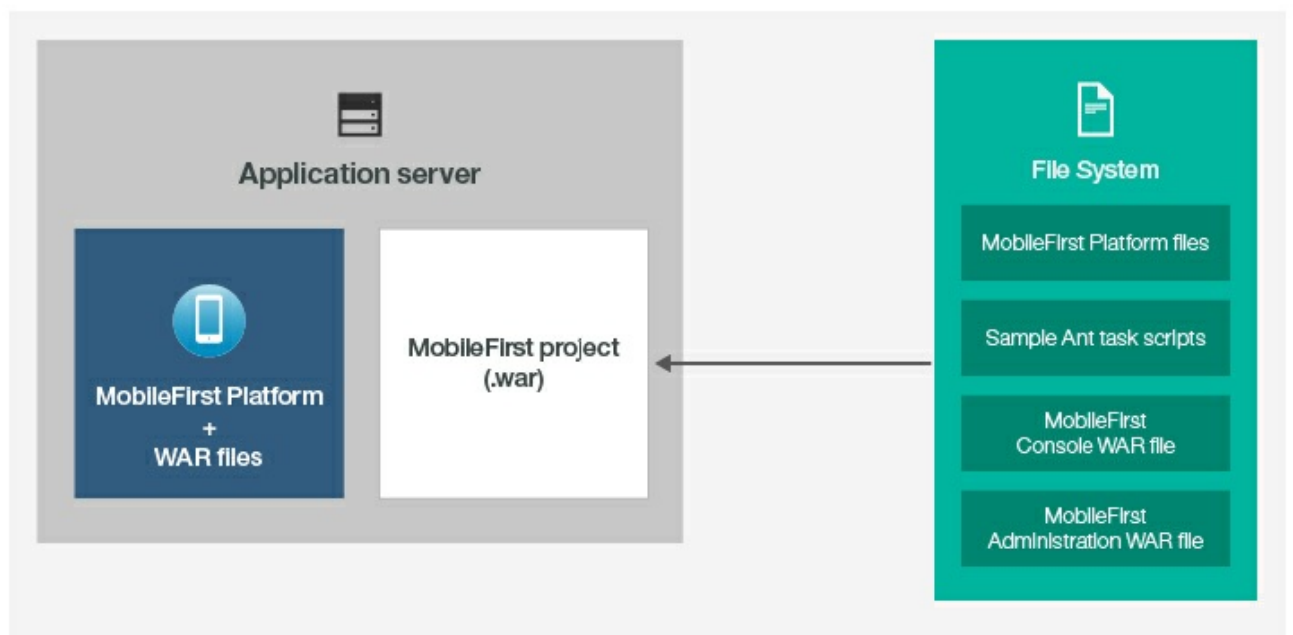 Application server
MobileFirst Platform
+
WAR files
MobileFirst project
(.war)
File System
MobileFirst Platform files
Sample Ant task scripts
MobileFirst
Console WAR file
MobileFirst
Administration WAR file